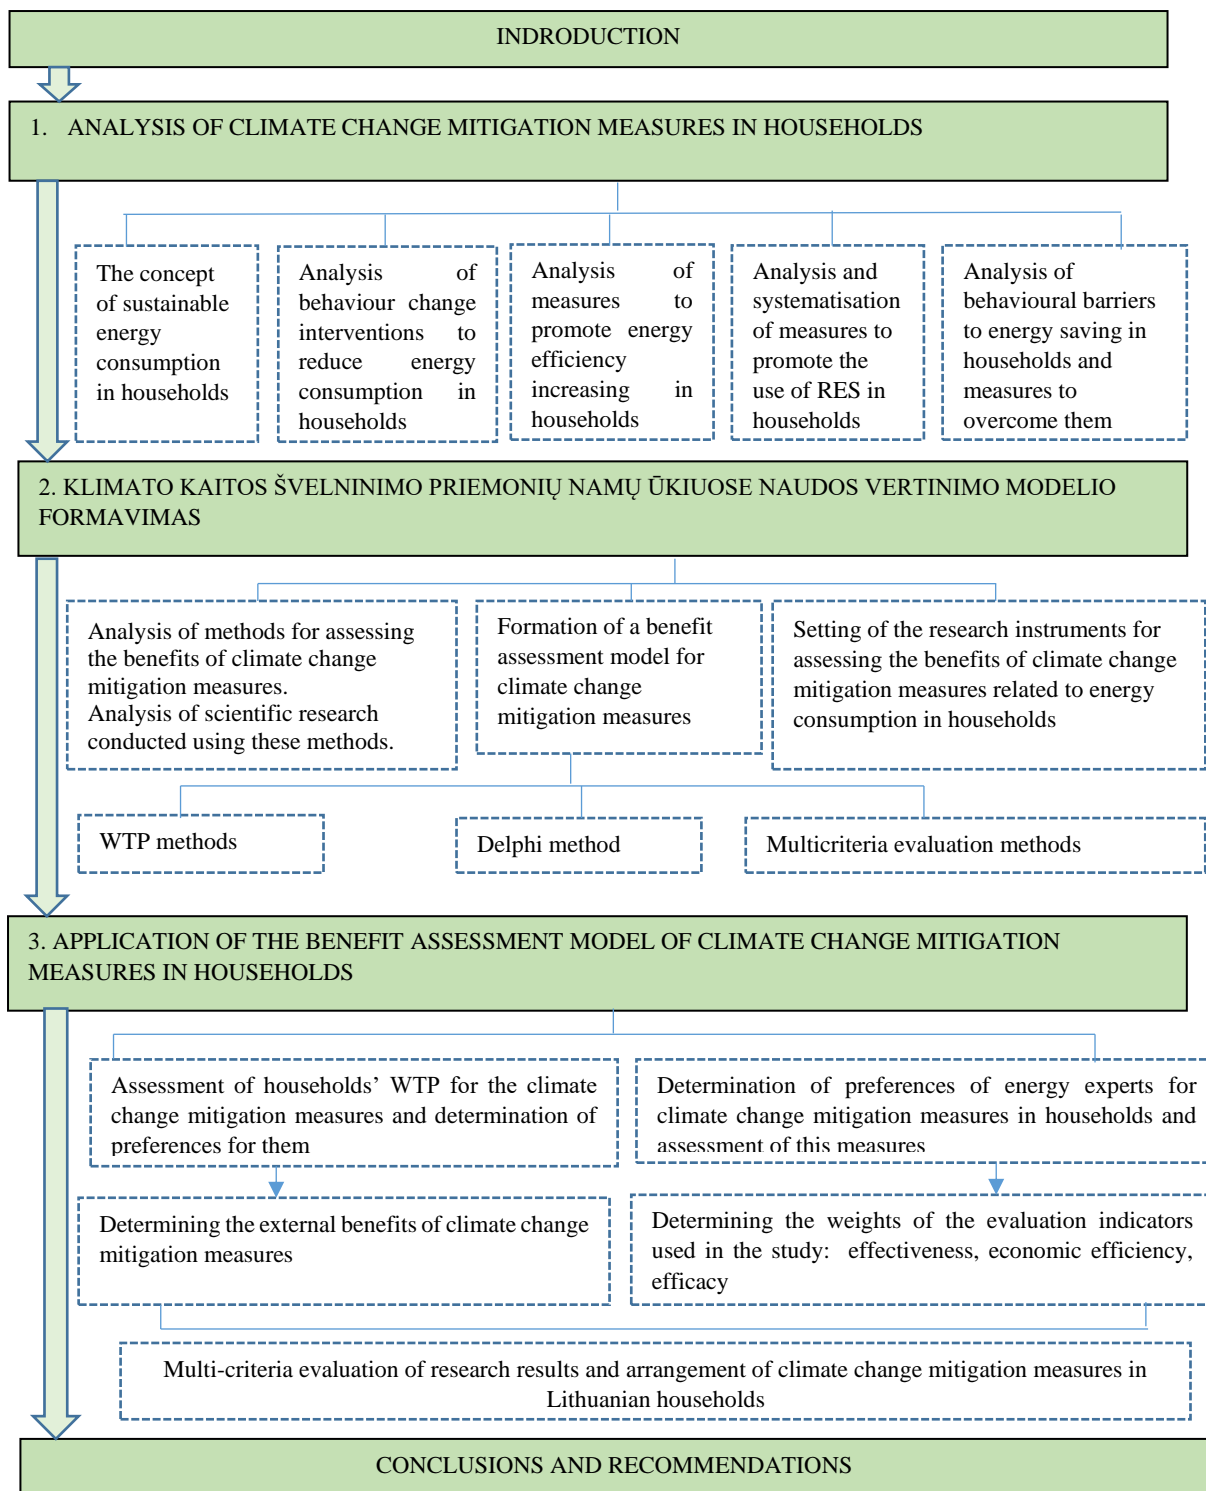 INDRODUCTION
1. ANALYSIS OF CLIMATE CHANGE MITIGATION MEASURES IN HOUSEHOLDS
The concept
of sustainable
energy
consumption
in households
Analysis of
behaviour change
interventions to
reduce energy
consumption in
households
Analysis of
measures to
promote energy
efficiency
increasing in
households
Analysis and
systematisation
of measures to
promote the
use of RES in
households
Analysis of
behavioural barriers
to energy saving in
households and
measures to
overcome them
2. KLIMATO KAITOS ŠVELNINIMO PRIEMONIŲ NAMŲ ŪKIUOSE NAUDOS VERTINIMO MODELIO
FORMAVIMAS
Analysis of methods for assessing
the benefits of climate change
mitigation measures.
Analysis of scientific research
conducted using these methods.
Formation of a benefit
assessment model for
climate change
mitigation measures
Setting of the research instruments for
assessing the benefits of climate change
mitigation measures related to energy
consumption in households
WTP methods
Delphi method
Multicriteria evaluation methods
3. APPLICATION OF THE BENEFIT ASSESSMENT MODEL OF CLIMATE CHANGE MITIGATION
MEASURES IN HOUSEHOLDS
Assessment of households’ WTP for the climate
change mitigation measures and determination of
preferences for them
Determination of preferences of energy experts for
climate change mitigation measures in households and
assessment of this measures
Determining the external benefits of climate change
mitigation measures
Determining the weights of the evaluation indicators
used in the study: effectiveness, economic efficiency,
efficacy
Multi-criteria evaluation of research results and arrangement of climate change mitigation measures in
Lithuanian households
CONCLUSIONS AND RECOMMENDATIONS